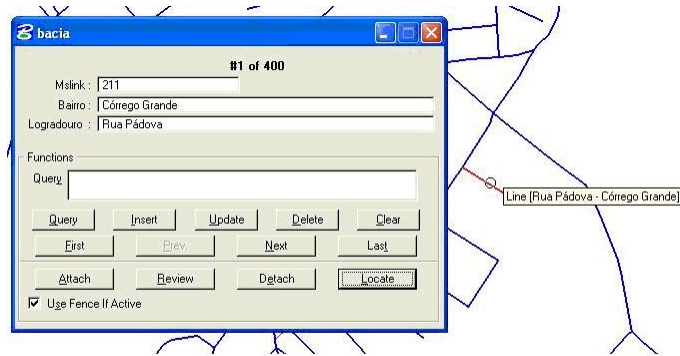 bacia
#1 of 400
Mslink : 211
Bairro : Córrego Grande
Logradouro : Rua Pádova
Functions
Query
Query Insert Update Delete Clear
First Prev. Next Last
Attach Review Detach Locate
Use Fence If Active
Line [Rua Pádova - Córrego Grande]